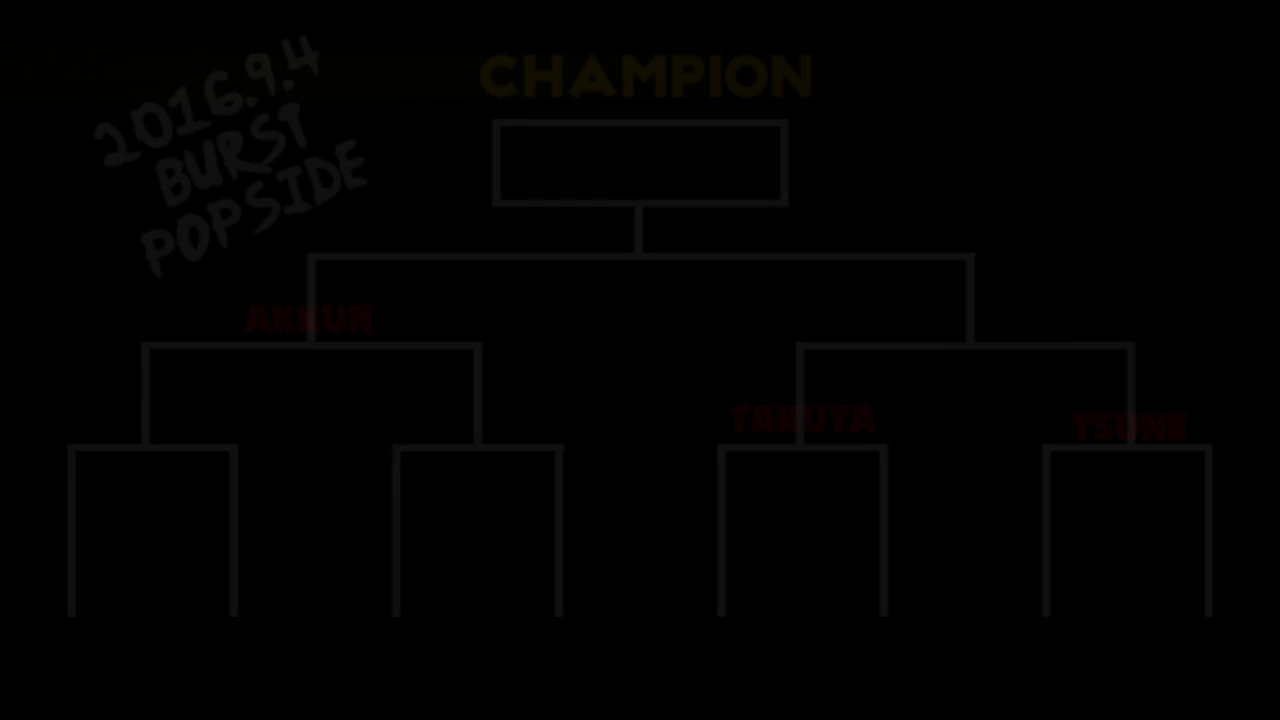 2016.9.4
BURST
POPSIDE
CHAMPION
AKKUN
TAKUYA
TSUNE